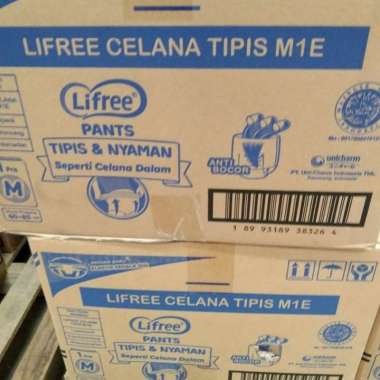 LIFREE CELANA TIPIS M1E
Lifree®
PANTS
TIPIS & NYAMAN
Seperti Celana Dalam
ANTI
BOCOR
unicharm
PT. Uni-Charm Indonesia Tbk.
M
1 89 93189 38326 4
LIFREE CELANA TIPIS M1E
Lifree®
PANTS
TIPIS & NYAMAN
Seperti Celana Dalam
ANTI
unicharm
M